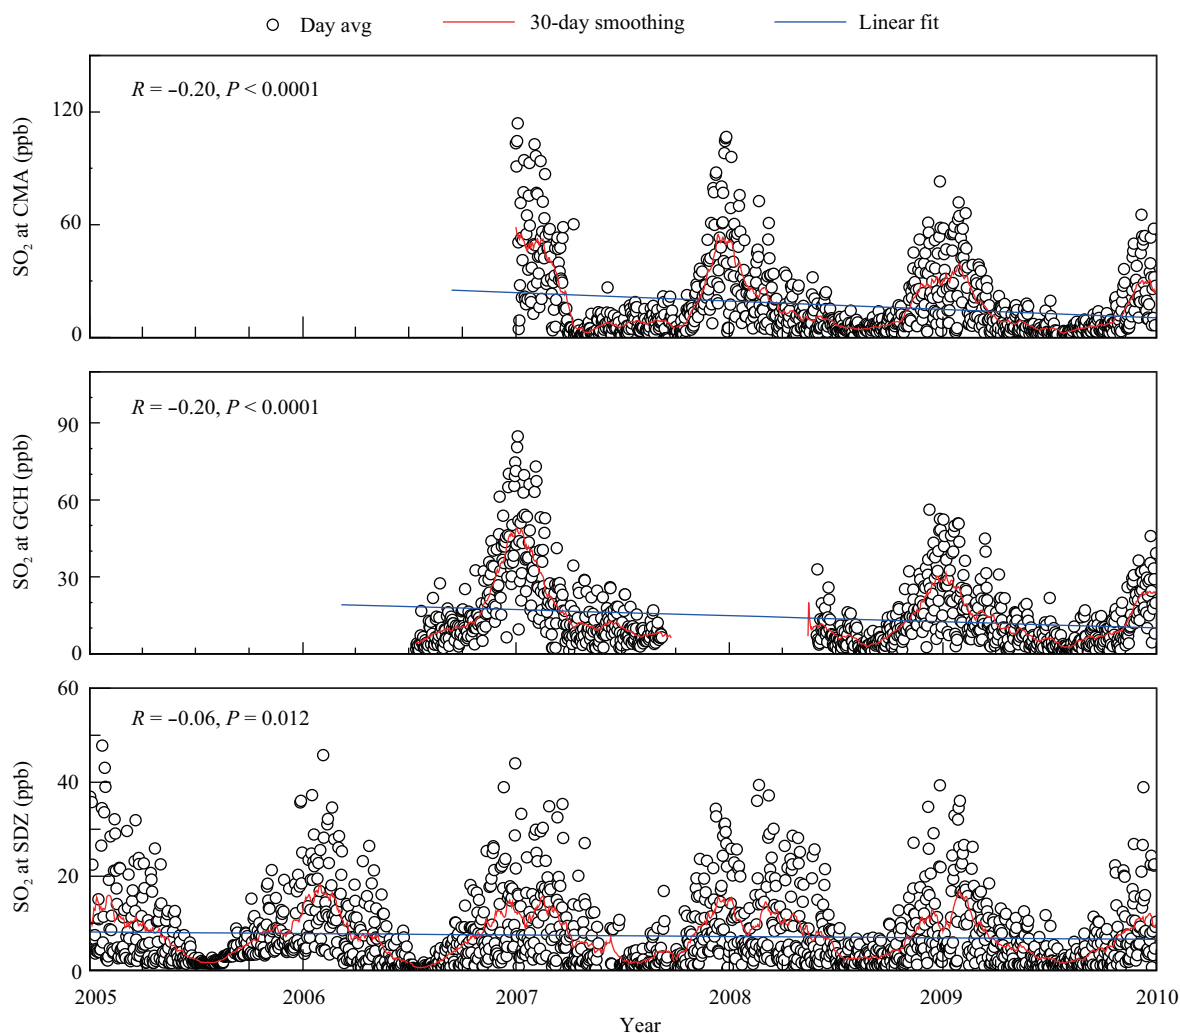 Day avg 30-day smoothing Linear fit
SO₂ at CMA (ppb)
R = −0.20, P < 0.0001
120
60
0
SO₂ at GCH (ppb)
R = −0.20, P < 0.0001
90
60
30
0
SO₂ at SDZ (ppb)
R = −0.06, P = 0.012
60
40
20
0
2005 2006 2007 2008 2009 2010
Year